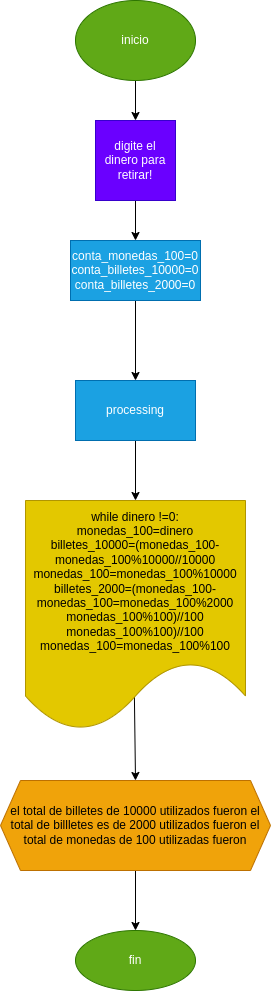 inicio
digite el
dinero para
retirar!
conta_monedas_100=0
conta_billetes_10000=0
conta_billetes_2000=0
processing
while dinero !=0:
monedas_100=dinero
billetes_10000=(monedas_100-
monedas_100%10000//10000
monedas_100=monedas_100%10000
billetes_2000=(monedas_100-
monedas_100=monedas_100%2000
monedas_100%100)//100
monedas_100%100)//100
monedas_100=monedas_100%100
el total de billetes de 10000 utilizados fueron el
total de billletes es de 2000 utilizados fueron el
total de monedas de 100 utilizadas fueron
fin